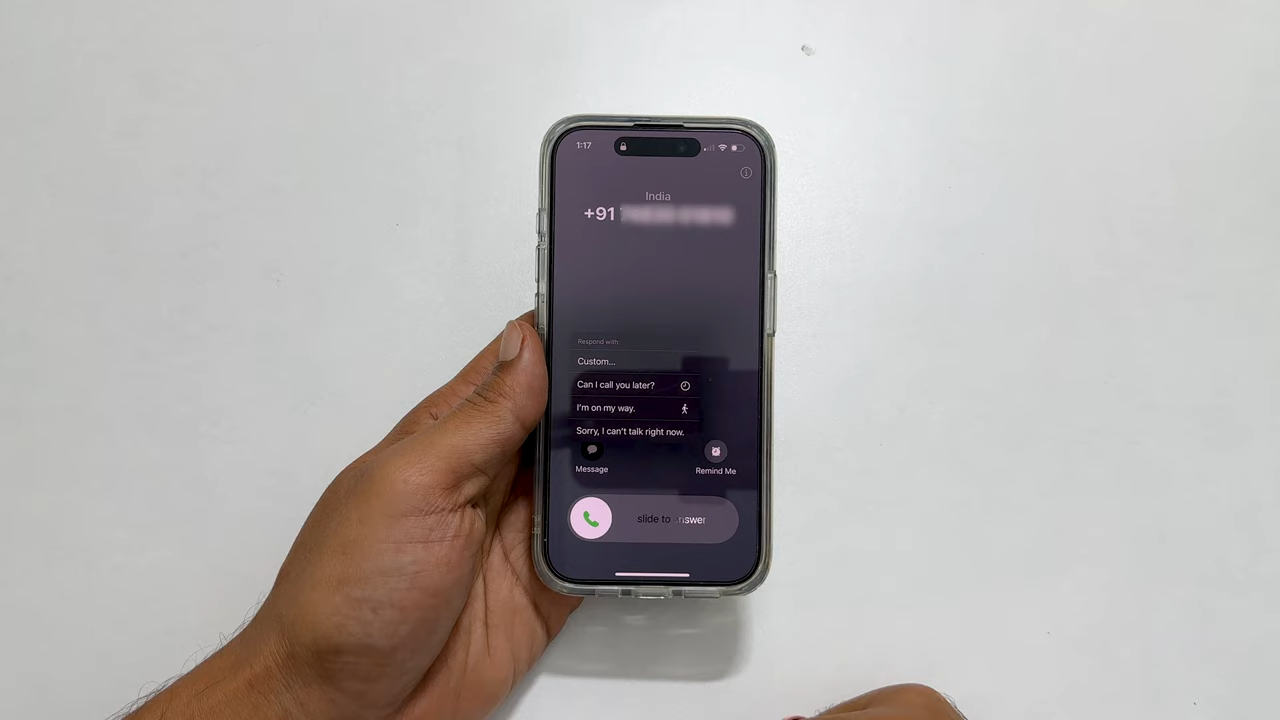 1:17
India
+91
Respond with:
Custom...
Can I call you later?
I'm on my way.
Sorry, I can't talk right now.
Message
Remind Me
slide to answer